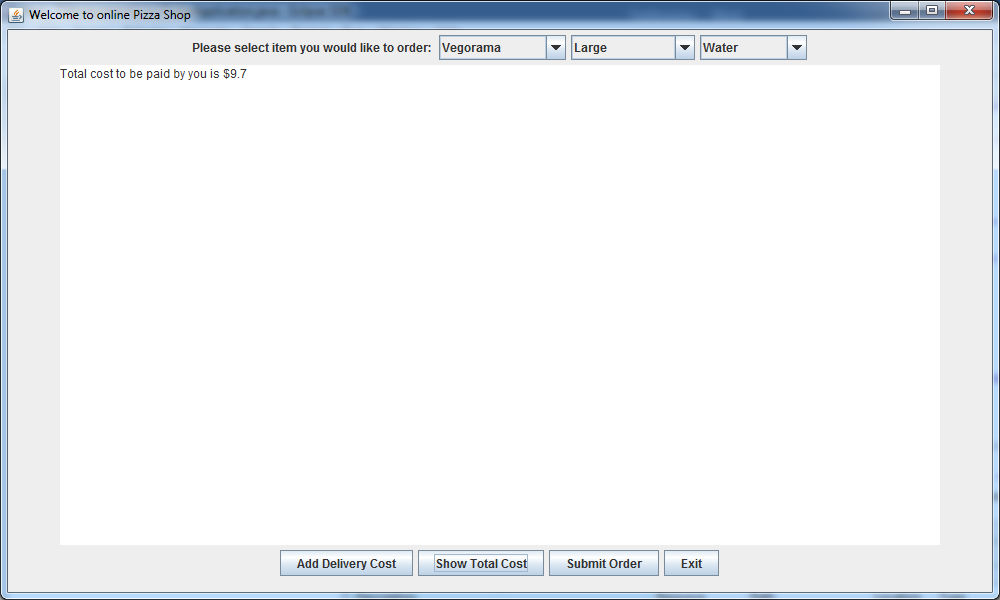 Welcome to online Pizza Shop
Please select item you would like to order: Vegorama Large Water
Total cost to be paid by you is $9.7
Add Delivery Cost Show Total Cost Submit Order Exit